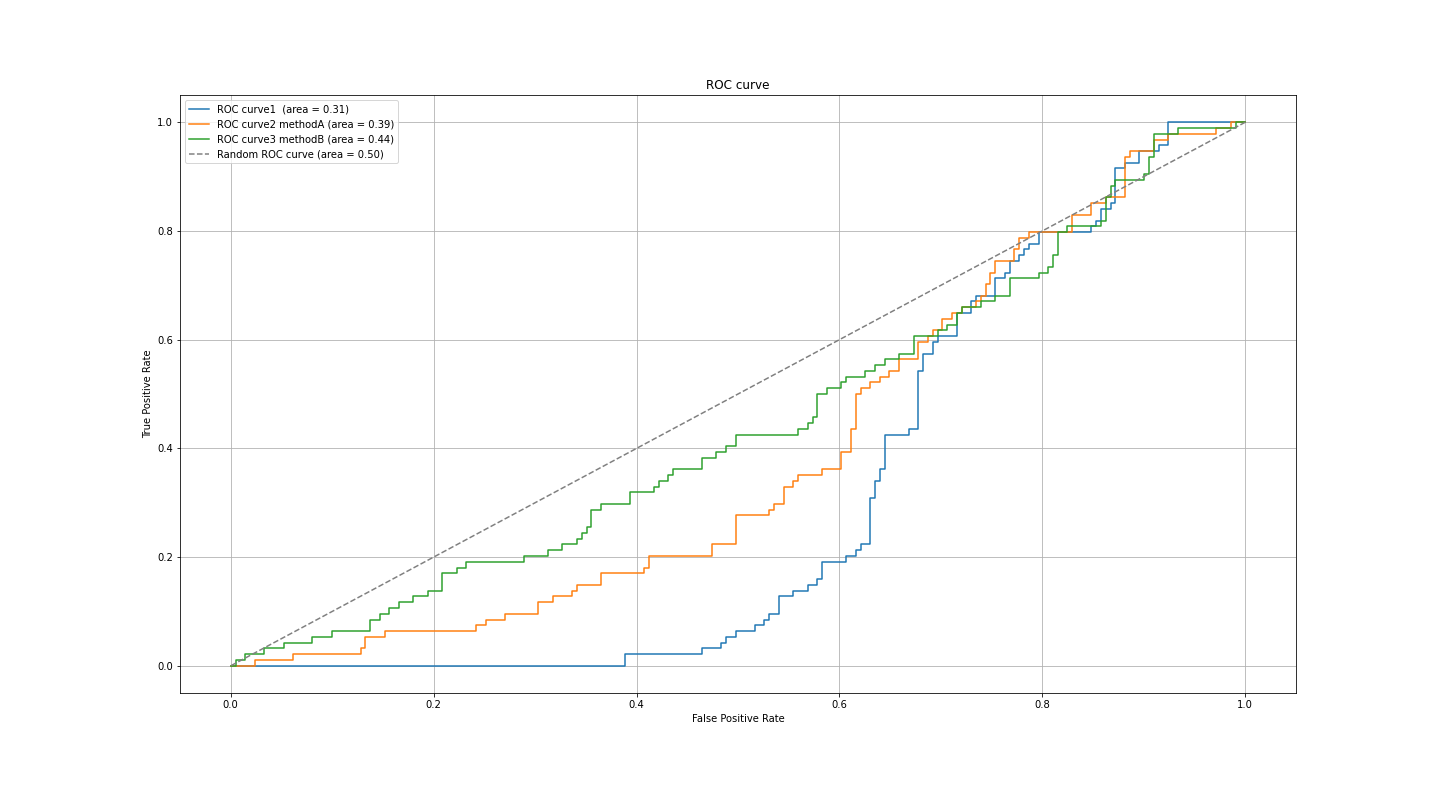 ROC curve
ROC curve1  (area = 0.31)
ROC curve2 methodA (area = 0.39)
ROC curve3 methodB (area = 0.44)
Random ROC curve (area = 0.50)
1.0
0.8
0.6
0.4
0.2
0.0
True Positive Rate
0.0 0.2 0.4 0.6 0.8 1.0
False Positive Rate